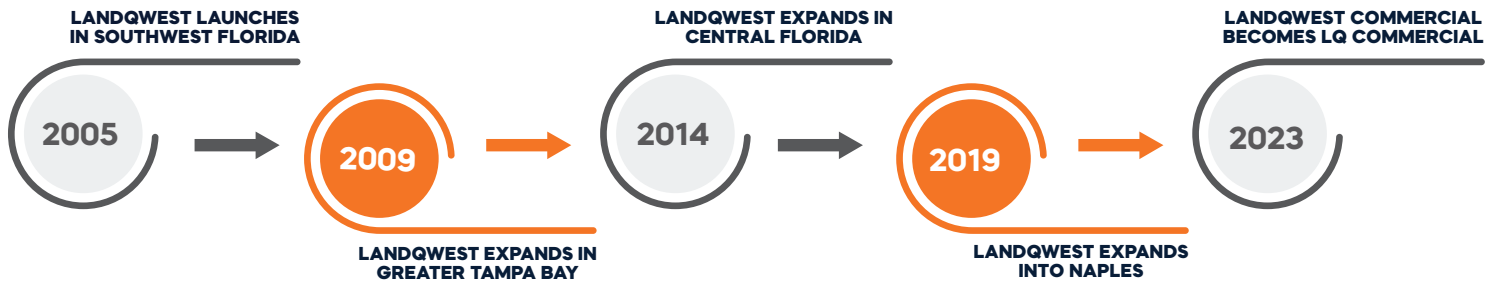 LANDQWEST LAUNCHES
IN SOUTHWEST FLORIDA
2005
2009
LANDQWEST EXPANDS IN
GREATER TAMPA BAY
LANDQWEST EXPANDS IN
CENTRAL FLORIDA
2014
2019
LANDQWEST EXPANDS
INTO NAPLES
LANDQWEST COMMERCIAL
BECOMES LQ COMMERCIAL
2023